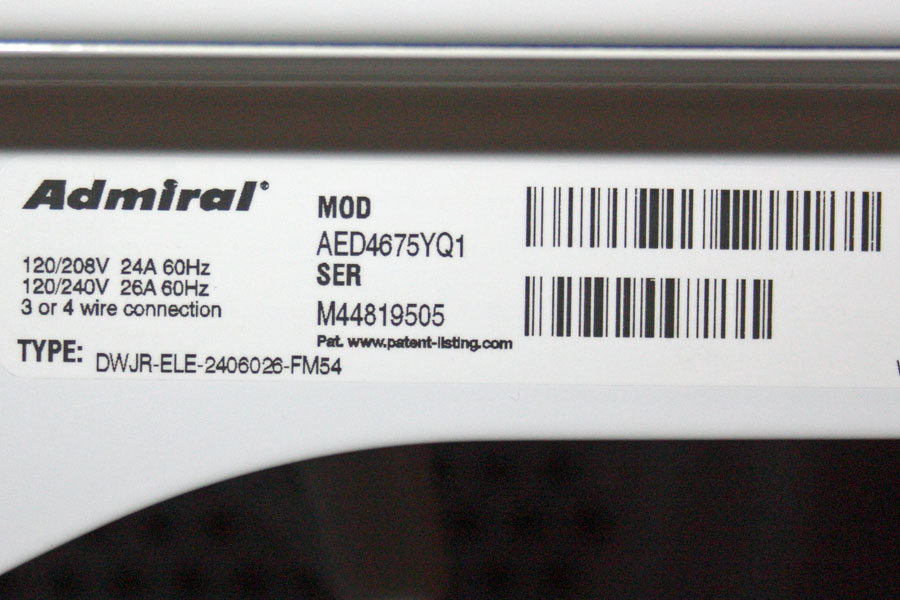 Admiral®
120/208V 24A 60Hz
120/240V 26A 60Hz
3 or 4 wire connection
TYPE: DWJR-ELE-2406026-FM54
MOD
AED4675YQ1
SER
M44819505
Pat. www.patent-listing.com